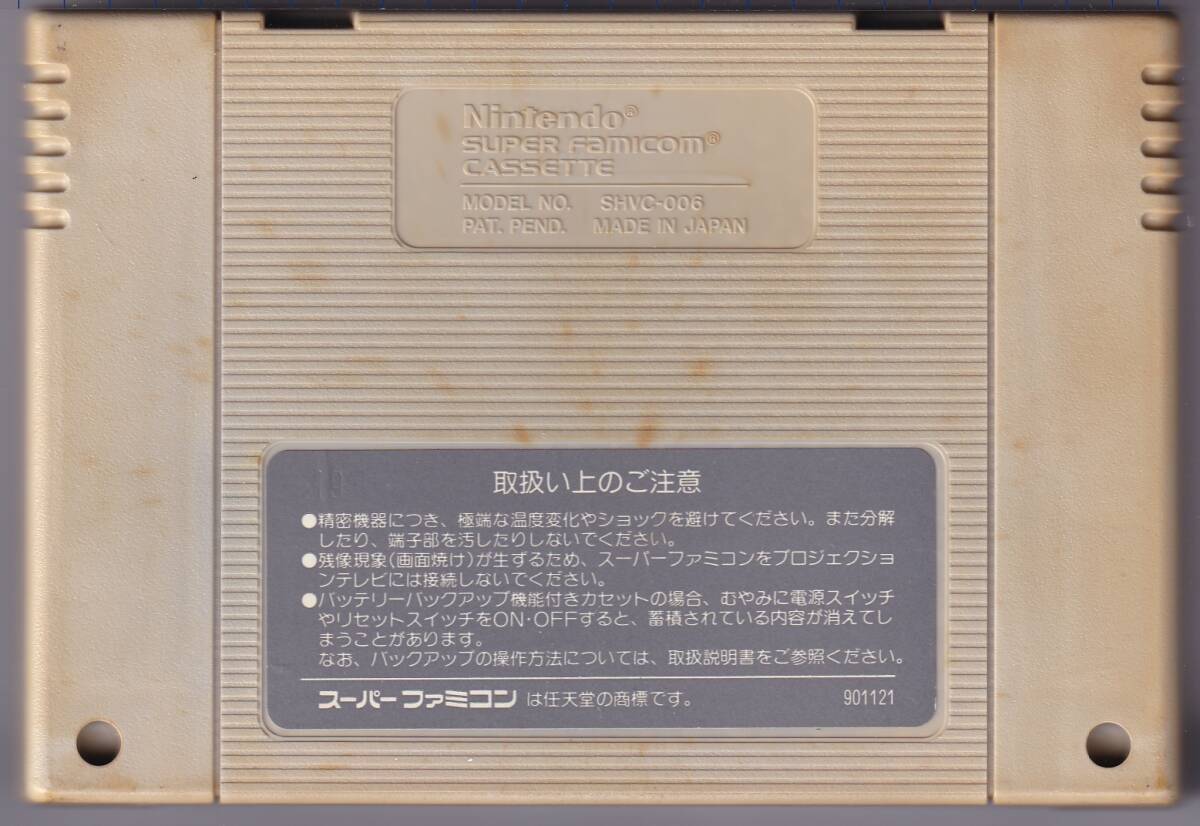 Nintendo®
SUPER FAMICOM®
CASSETTE
MODEL NO. SHVC-006
PAT. PEND. MADE IN JAPAN
取扱い上のご注意
●精密機器につき、極端な温度変化やショックを避けてください。また分解
したり、端子部を汚したりしないでください。
●残像現象(画面焼け)が生ずるため、スーパーファミコンをプロジェクショ
ンテレビには接続しないでください。
●バッテリーバックアップ機能付きカセットの場合、むやみに電源スイッチ
やリセットスイッチをON・OFFすると、蓄積されている内容が消えてし
まうことがあります。
なお、バックアップの操作方法については、取扱説明書をご参照ください。
スーパーファミコン は任天堂の商標です。 901121